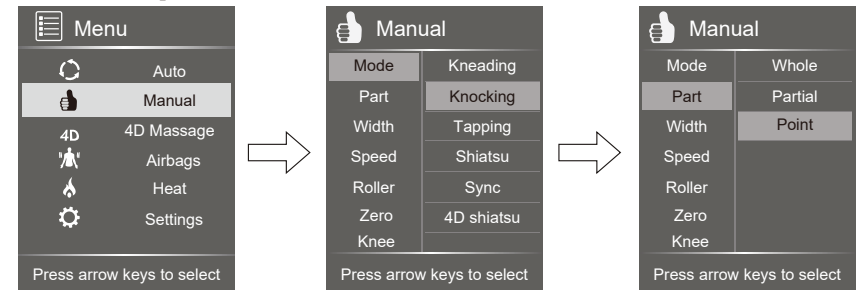 Menu
Auto
Manual
4D 4D Massage
Airbags
Heat
Settings
Press arrow keys to select
Manual
Mode Kneading
Part Knocking
Width Tapping
Speed Shiatsu
Roller Sync
Zero 4D shiatsu
Knee
Press arrow keys to select
Manual
Mode Whole
Part Partial
Width Point
Speed
Roller
Zero
Knee
Press arrow keys to select